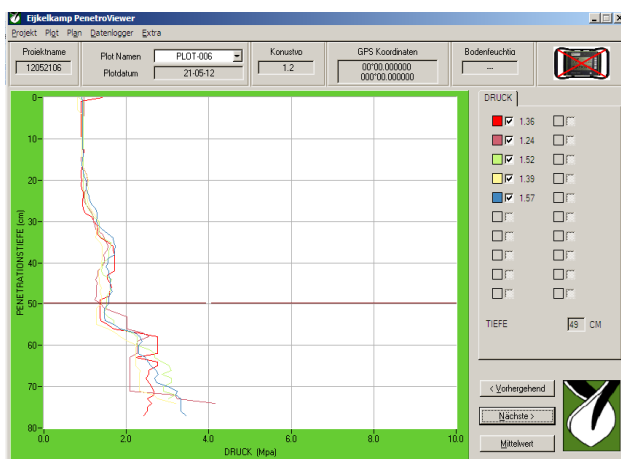 Eijkelkamp PenetroViewer
Projekt Plot Plan Datenlogger Extra
Projektname
12052106
Plot Namen PLOT-006
Plotdatum 21-05-12
Konustyp
1.2
GPS Koordinaten
00°00.000000
000°00.000000
Bodenfeuchtig
---
DRUCK
1.36
1.24
1.52
1.39
1.57
TIEFE 49 CM
< Vorhergehend
Nächste >
Mittelwert
PENETRATIONSTIEFE (cm)
0
10
20
30
40
50
60
70
80
0.0 2.0 4.0 6.0 8.0 10.0
DRUCK (Mpa)